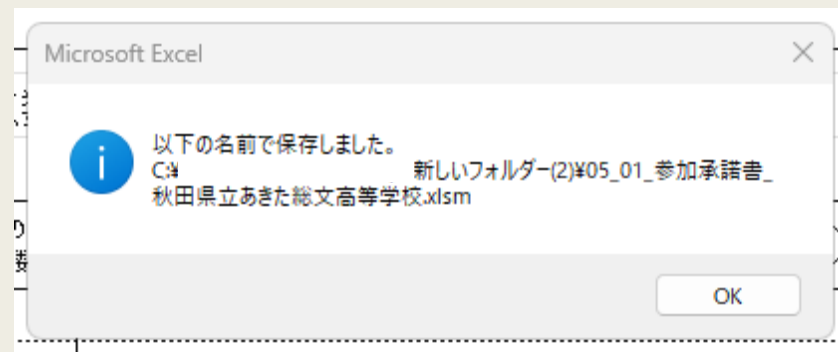 Microsoft Excel
以下の名前で保存しました。
C:¥ 新しいフォルダー(2)¥05_01_参加承諾書_
秋田県立あきた総文高等学校.xlsm
OK
の
数